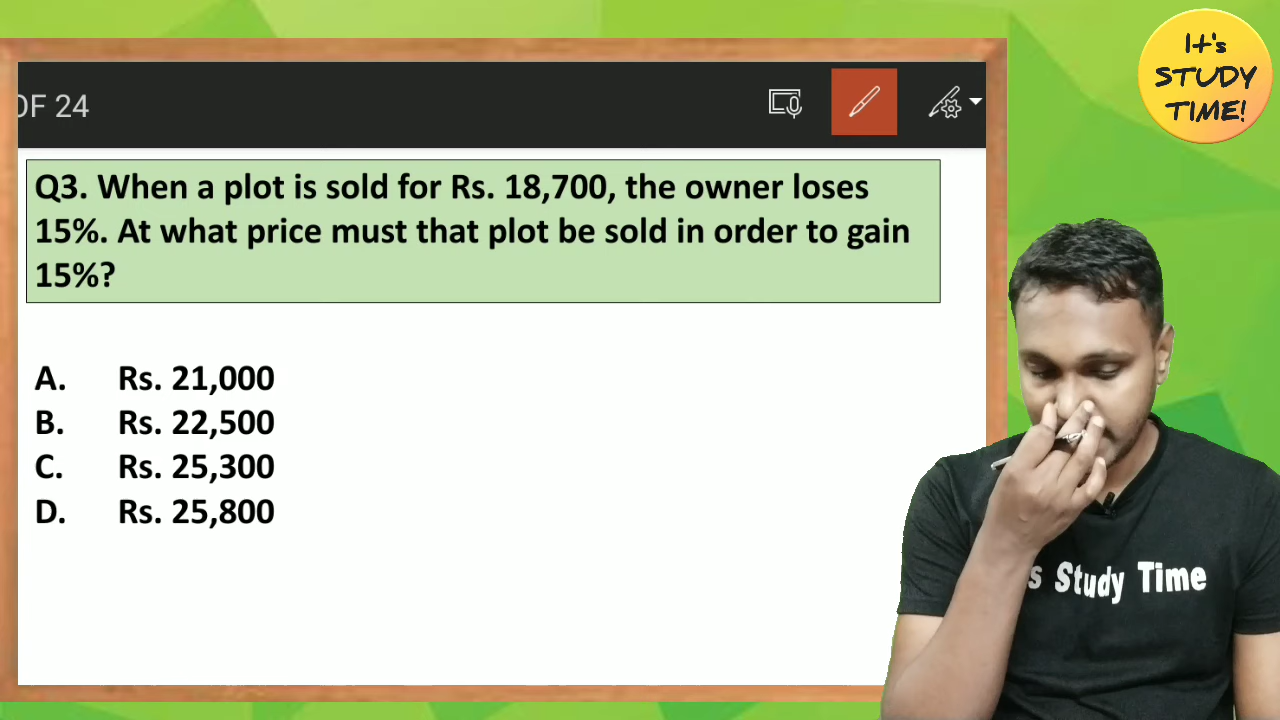 It's
STUDY
TIME!
OF 24
Q3. When a plot is sold for Rs. 18,700, the owner loses
15%. At what price must that plot be sold in order to gain
15%?
A. Rs. 21,000
B. Rs. 22,500
C. Rs. 25,300
D. Rs. 25,800
s Study Time